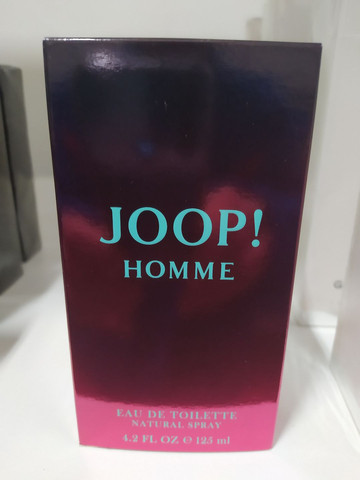 JOOP!
HOMME
EAU DE TOILETTE
NATURAL SPRAY
4.2 FL OZ ℮ 125 ml